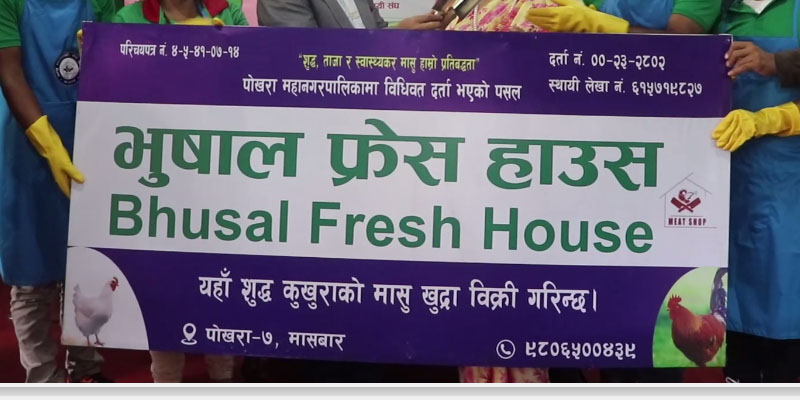 यी संघ
परिचयपत्र नं. ४-५-४१-०७-१४
"शुद्ध, ताजा र स्वास्थ्यकर मासु हाम्रो प्रतिबद्धता"
दर्ता नं. ००-२३-२८०२
पोखरा महानगरपालिकामा विधिवत दर्ता भएको पसल
स्थायी लेखा नं. ६१५७१९८२७
भुषाल फ्रेस हाउस
Bhusal Fresh House
MEAT SHOP
यहाँ शुद्ध कुखुराको मासु खुद्रा विक्री गरिन्छ।
पोखरा-७, मासबार
९८०६५००४३९